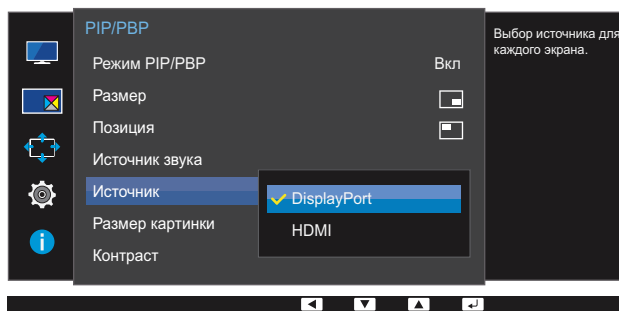 PIP/PBP
Режим PIP/PBP Вкл
Размер
Позиция
Источник звука
Источник
Размер картинки
Контраст
DisplayPort
HDMI
Выбор источника для
каждого экрана.